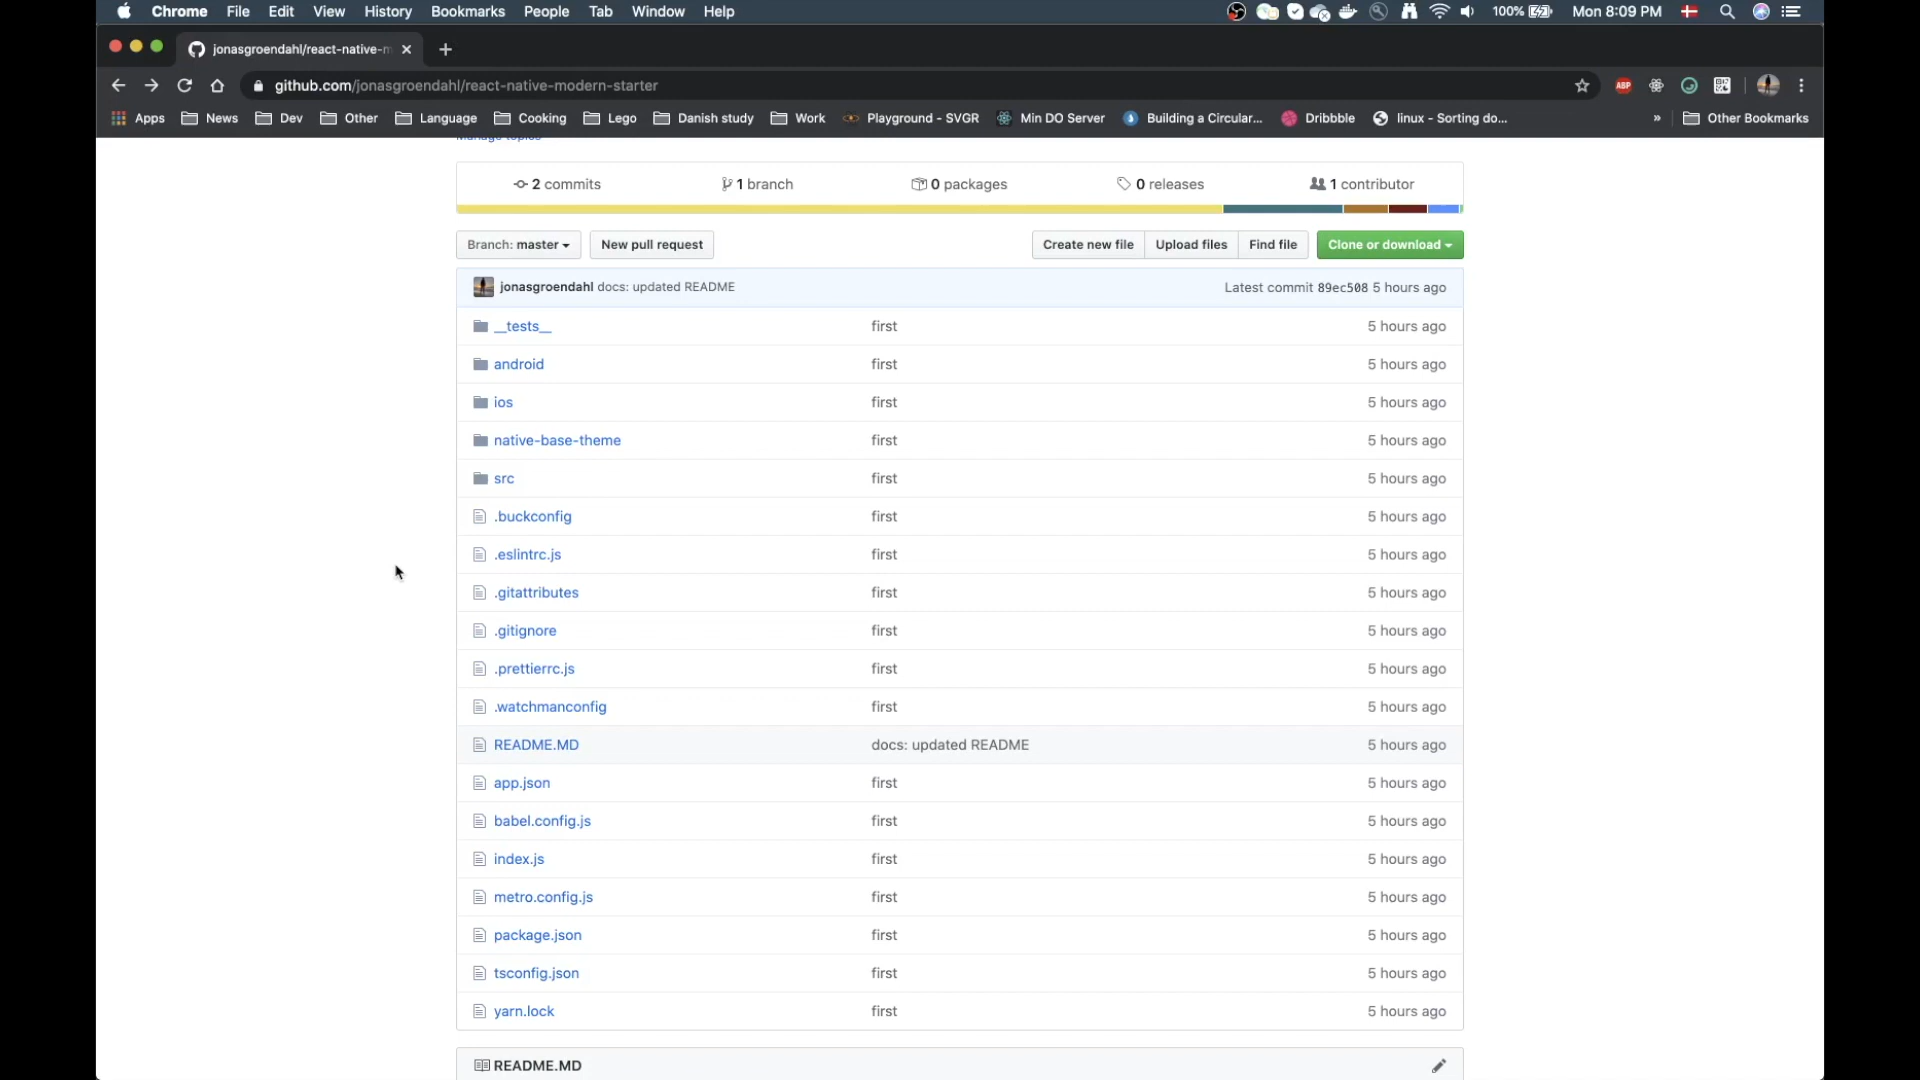 Chrome File Edit View History Bookmarks People Tab Window Help 100% Mon 8:09 PM
jonasgroendahl/react-native-m
github.com/jonasgroendahl/react-native-modern-starter ABP
Apps News Dev Other Language Cooking Lego Danish study Work Playground - SVGR Min DO Server Building a Circular... Dribbble linux - Sorting do... » Other Bookmarks
Manage topics
2 commits 1 branch 0 packages 0 releases 1 contributor
Branch: master New pull request Create new file Upload files Find file Clone or download
jonasgroendahl docs: updated README Latest commit 89ec508 5 hours ago
__tests__ first 5 hours ago
android first 5 hours ago
ios first 5 hours ago
native-base-theme first 5 hours ago
src first 5 hours ago
.buckconfig first 5 hours ago
.eslintrc.js first 5 hours ago
.gitattributes first 5 hours ago
.gitignore first 5 hours ago
.prettierrc.js first 5 hours ago
.watchmanconfig first 5 hours ago
README.MD docs: updated README 5 hours ago
app.json first 5 hours ago
babel.config.js first 5 hours ago
index.js first 5 hours ago
metro.config.js first 5 hours ago
package.json first 5 hours ago
tsconfig.json first 5 hours ago
yarn.lock first 5 hours ago
README.MD